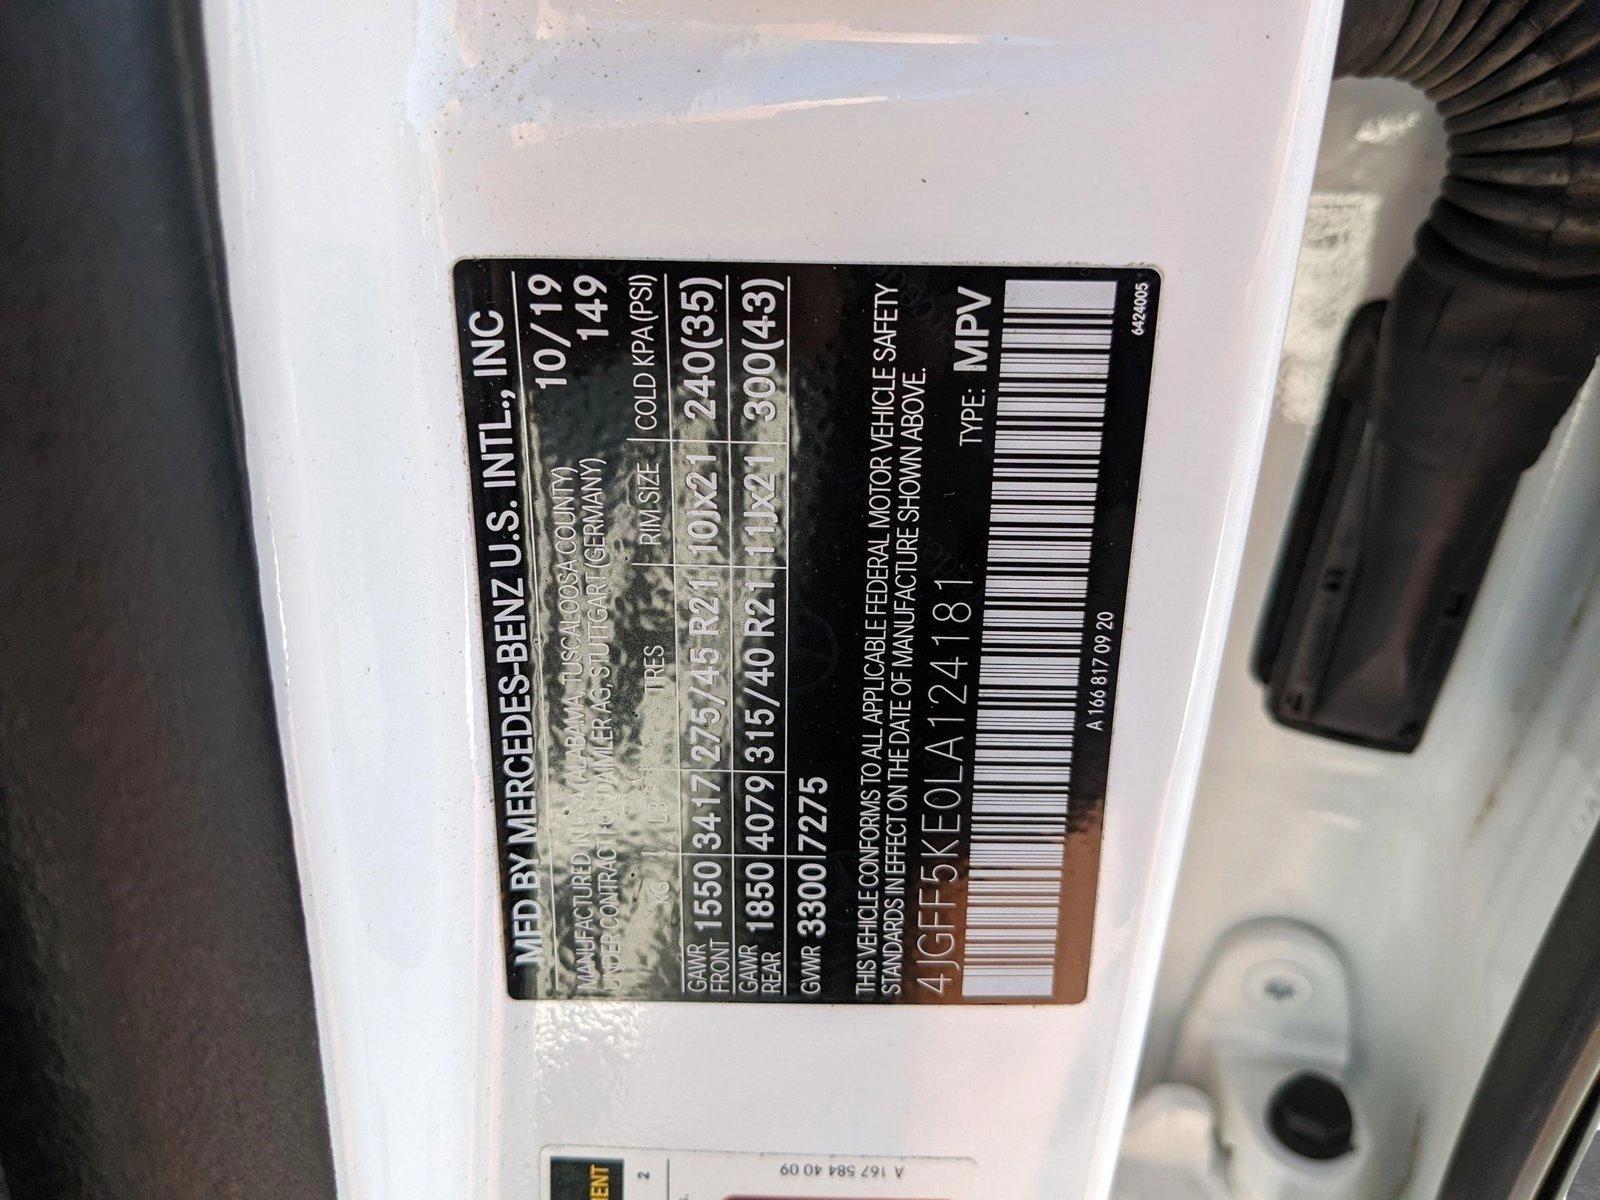 MFD BY MERCEDES-BENZ U.S. INTL., INC
MANUFACTURED IN (ALABAMA TUSCALOOSA COUNTY) 10/19
UNDER CONTRACT FOR DAIMLER AG, STUTTGART (GERMANY) 149
KG LB TIRES RIM SIZE COLD KPA(PSI)
GAWR FRONT 1550 3417 275/45 R21 10Jx21 240(35)
GAWR REAR 1850 4079 315/40 R21 11Jx21 300(43)
GVWR 3300 7275
THIS VEHICLE CONFORMS TO ALL APPLICABLE FEDERAL MOTOR VEHICLE SAFETY
STANDARDS IN EFFECT ON THE DATE OF MANUFACTURE SHOWN ABOVE.
4JGFF5KE0LA124181 TYPE: MPV
A 166 817 09 20
6424005
A 167 584 40 09
2